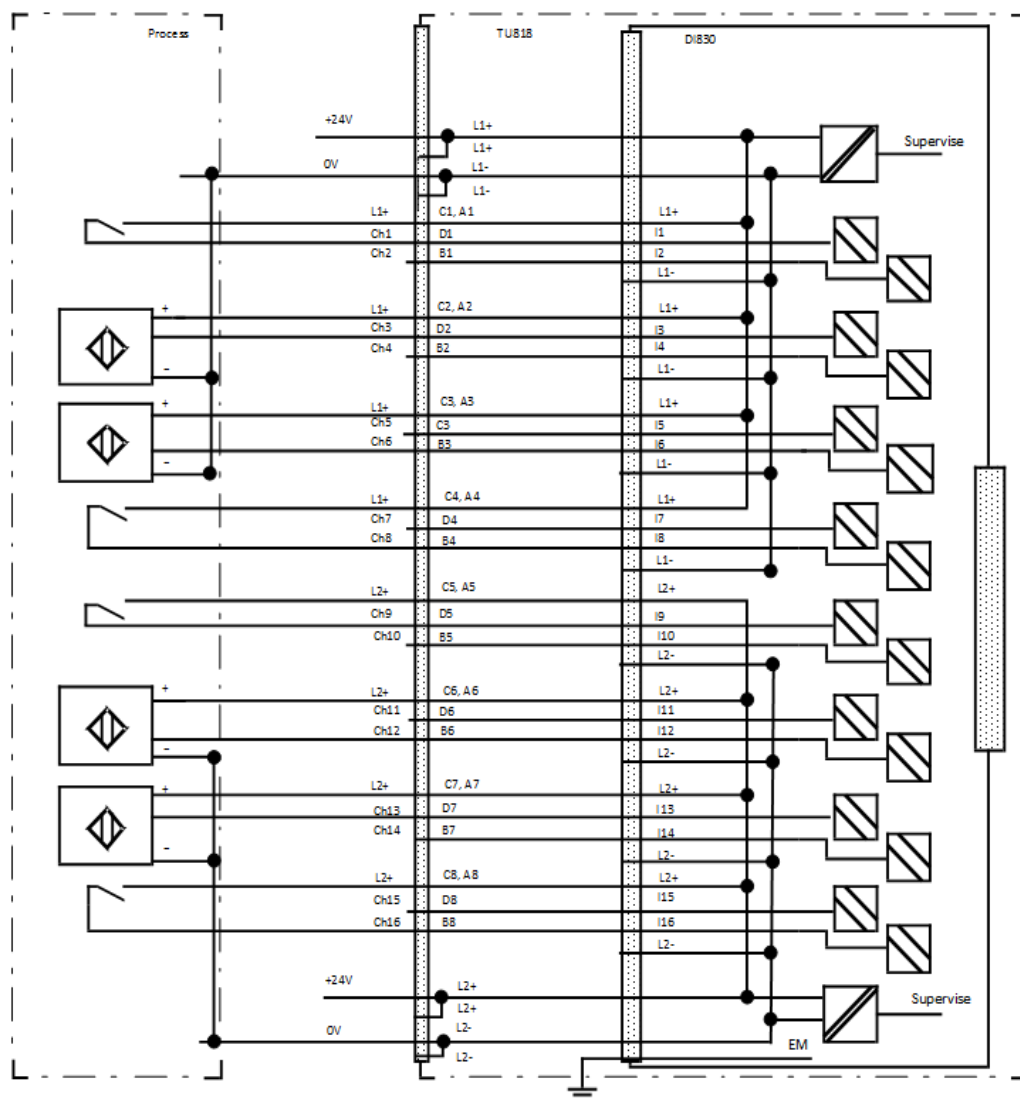 Process TU818 DI830
+24V L1+
L1+ Supervise
0V L1-
L1-
L1+ C1, A1 L1+
Ch1 D1 I1
Ch2 B1 I2
L1-
+ L1+ C2, A2 L1+
Ch3 D2 I3
Ch4 B2 I4
– L1-
+ L1+ C3, A3 L1+
Ch5 C3 I5
Ch6 B3 I6
– L1-
L1+ C4, A4 L1+
Ch7 D4 I7
Ch8 B4 I8
L1-
L2+ C5, A5 L2+
Ch9 D5 I9
Ch10 B5 I10
L2-
+ L2+ C6, A6 L2+
Ch11 D6 I11
Ch12 B6 I12
– L2-
+ L2+ C7, A7 L2+
Ch13 D7 I13
Ch14 B7 I14
– L2-
L2+ C8, A8 L2+
Ch15 D8 I15
Ch16 B8 I16
L2-
+24V L2+
L2+ Supervise
0V L2-
L2- EM